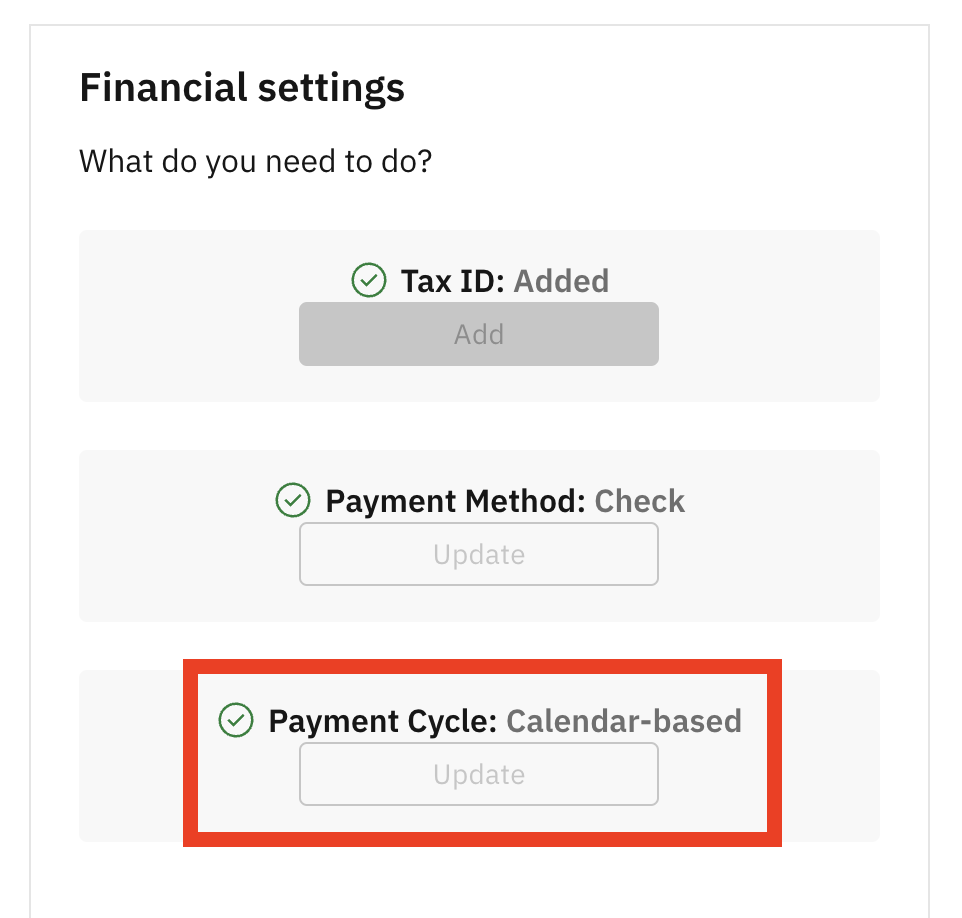 Financial settings
What do you need to do?
Tax ID: Added
Add
Payment Method: Check
Update
Payment Cycle: Calendar-based
Update